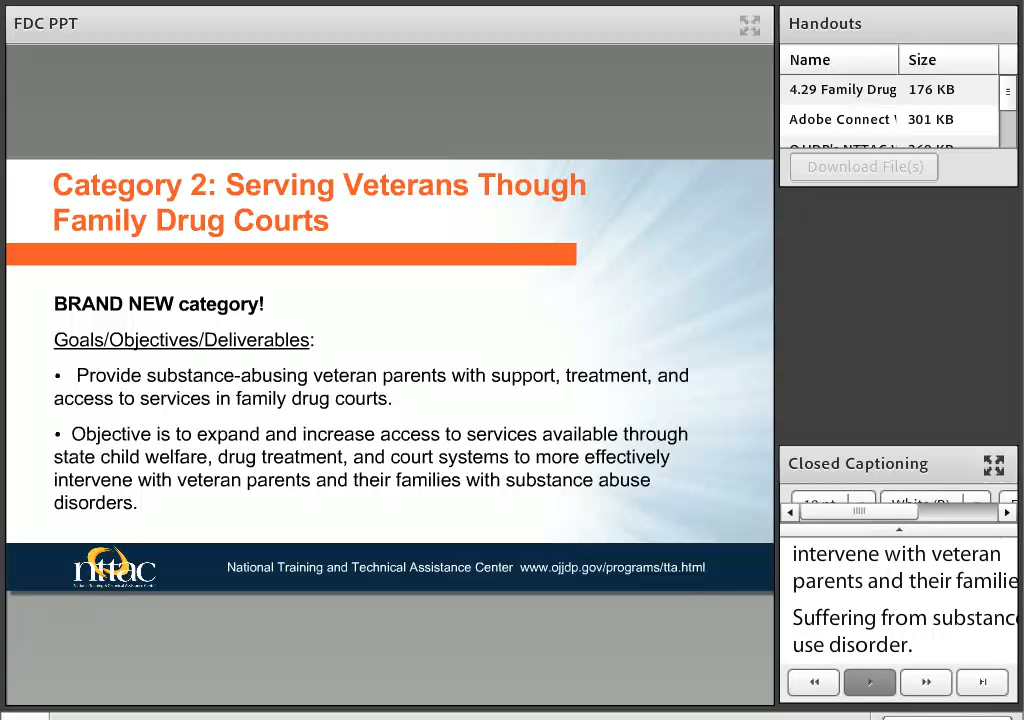 FDC PPT
Category 2: Serving Veterans Though
Family Drug Courts
BRAND NEW category!
Goals/Objectives/Deliverables:
• Provide substance-abusing veteran parents with support, treatment, and
access to services in family drug courts.
• Objective is to expand and increase access to services available through
state child welfare, drug treatment, and court systems to more effectively
intervene with veteran parents and their families with substance abuse
disorders.
nttac
National Training and Technical Assistance Center www.ojjdp.gov/programs/tta.html
Handouts
Name Size
4.29 Family Drug 176 KB
Adobe Connect 301 KB
Download File(s)
Closed Captioning
intervene with veteran
parents and their familie
Suffering from substanc
use disorder.